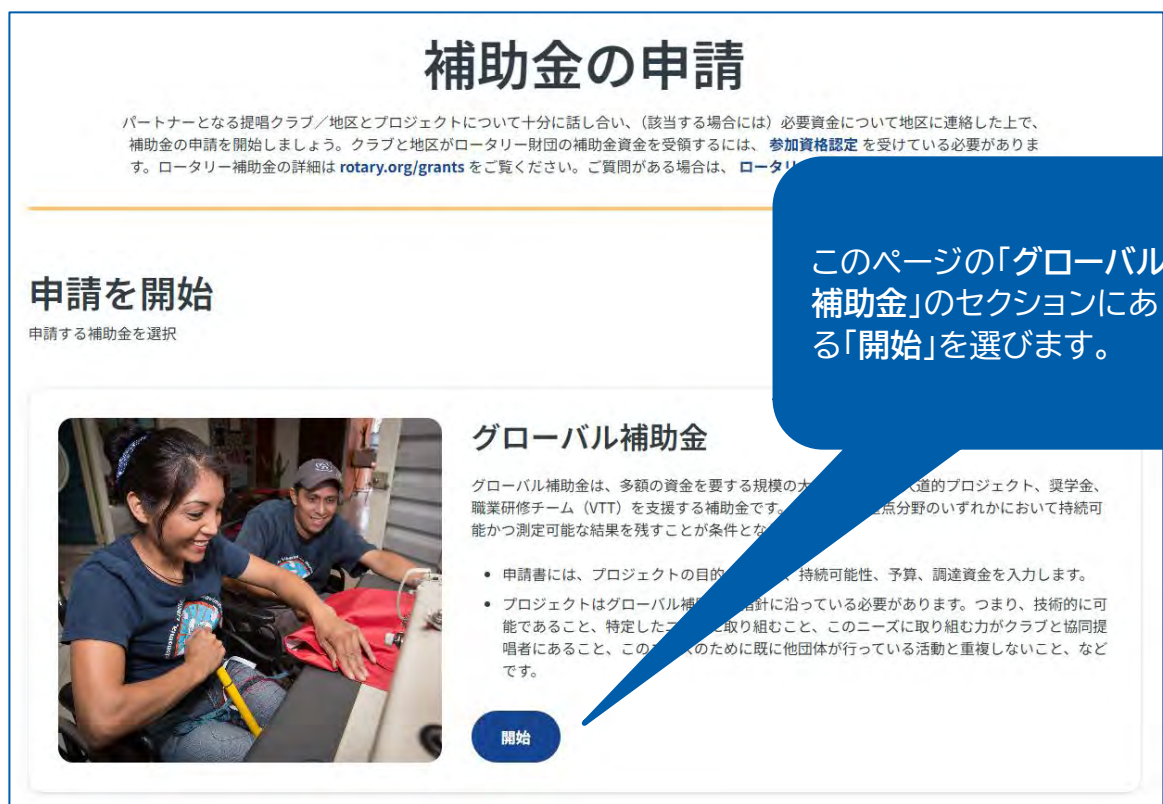 補助金の申請
パートナーとなる提唱クラブ／地区とプロジェクトについて十分に話し合い、（該当する場合には）必要資金について地区に連絡した上で、
補助金の申請を開始しましょう。クラブと地区がロータリー財団の補助金資金を受領するには、 参加資格認定 を受けている必要がありま
す。ロータリー補助金の詳細は rotary.org/grants をご覧ください。ご質問がある場合は、 ロータリ
このページの「グローバル
補助金」のセクションにあ
る「開始」を選びます。
申請を開始
申請する補助金を選択
グローバル補助金
グローバル補助金は、多額の資金を要する規模の大 道的プロジェクト、奨学金、
職業研修チーム（VTT）を支援する補助金です。 点分野のいずれかにおいて持続可
能かつ測定可能な結果を残すことが条件とな
• 申請書には、プロジェクトの目的 、持続可能性、予算、調達資金を入力します。
• プロジェクトはグローバル補 指針に沿っている必要があります。つまり、技術的に可
能であること、特定したニ に取り組むこと、このニーズに取り組む力がクラブと協同提
唱者にあること、この のために既に他団体が行っている活動と重複しないこと、など
です。
開始